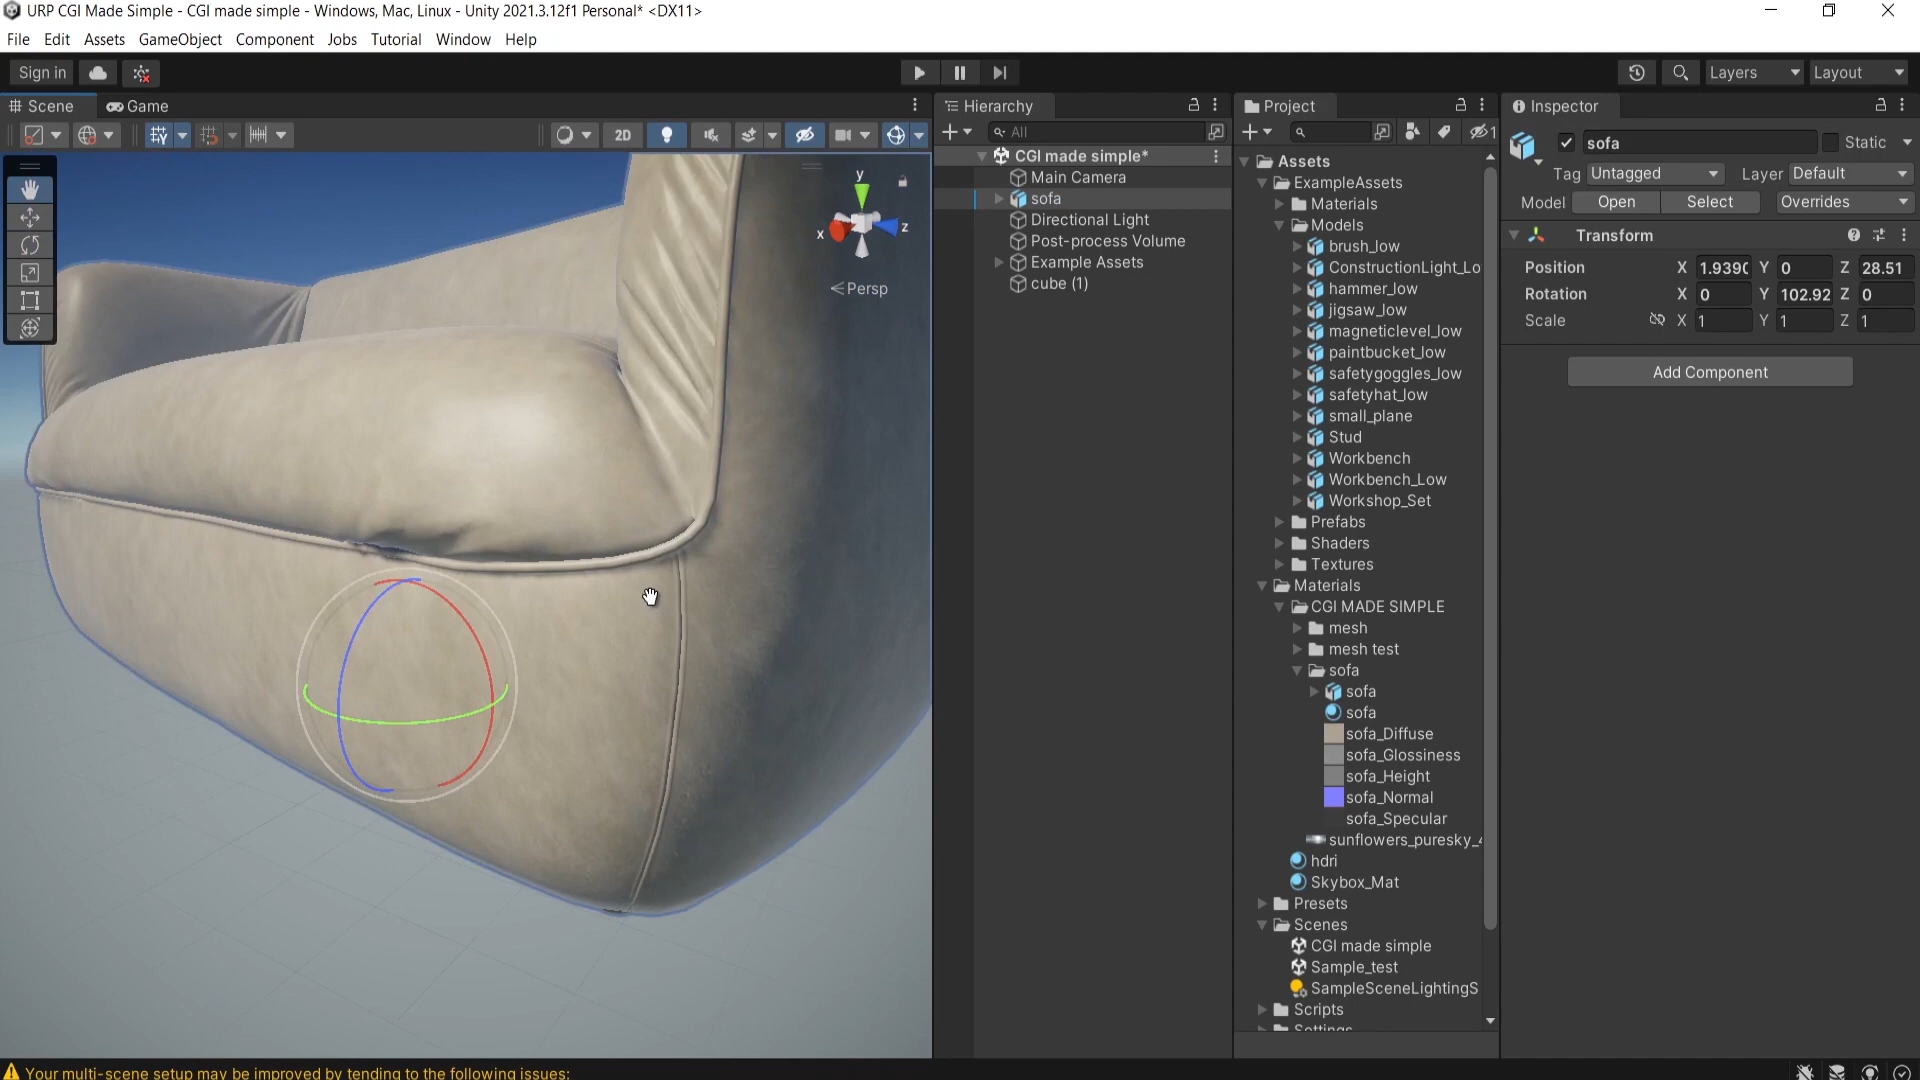 URP CGI Made Simple - CGI made simple - Windows, Mac, Linux - Unity 2021.3.12f1 Personal* <DX11>
File Edit Assets GameObject Component Jobs Tutorial Window Help
Sign in
Layers
Layout
Scene
Game
2D
y
x
z
Persp
Hierarchy
All
CGI made simple*
Main Camera
sofa
Directional Light
Post-process Volume
Example Assets
cube (1)
Project
1
Assets
ExampleAssets
Materials
Models
brush_low
ConstructionLight_Lo
hammer_low
jigsaw_low
magneticlevel_low
paintbucket_low
safetygoggles_low
safetyhat_low
small_plane
Stud
Workbench
Workbench_Low
Workshop_Set
Prefabs
Shaders
Textures
Materials
CGI MADE SIMPLE
mesh
mesh test
sofa
sofa
sofa
sofa_Diffuse
sofa_Glossiness
sofa_Height
sofa_Normal
sofa_Specular
sunflowers_puresky_4
hdri
Skybox_Mat
Presets
Scenes
CGI made simple
Sample_test
SampleSceneLightingS
Scripts
Settings
Inspector
sofa Static
Tag Untagged Layer Default
Model Open Select Overrides
Transform
Position X 1.9390 Y 0 Z 28.51
Rotation X 0 Y 102.92 Z 0
Scale X 1 Y 1 Z 1
Add Component
Your multi-scene setup may be improved by tending to the following issues: